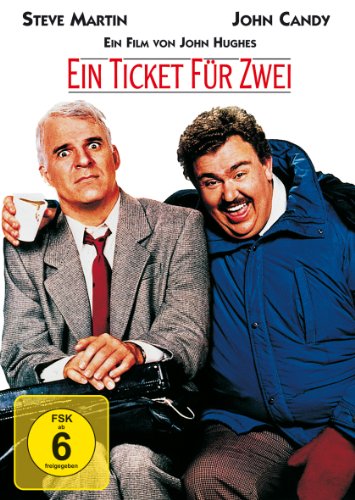 STEVE MARTIN JOHN CANDY
EIN FILM VON JOHN HUGHES
EIN TICKET FÜR ZWEI
FSK
ab
6
freigegeben